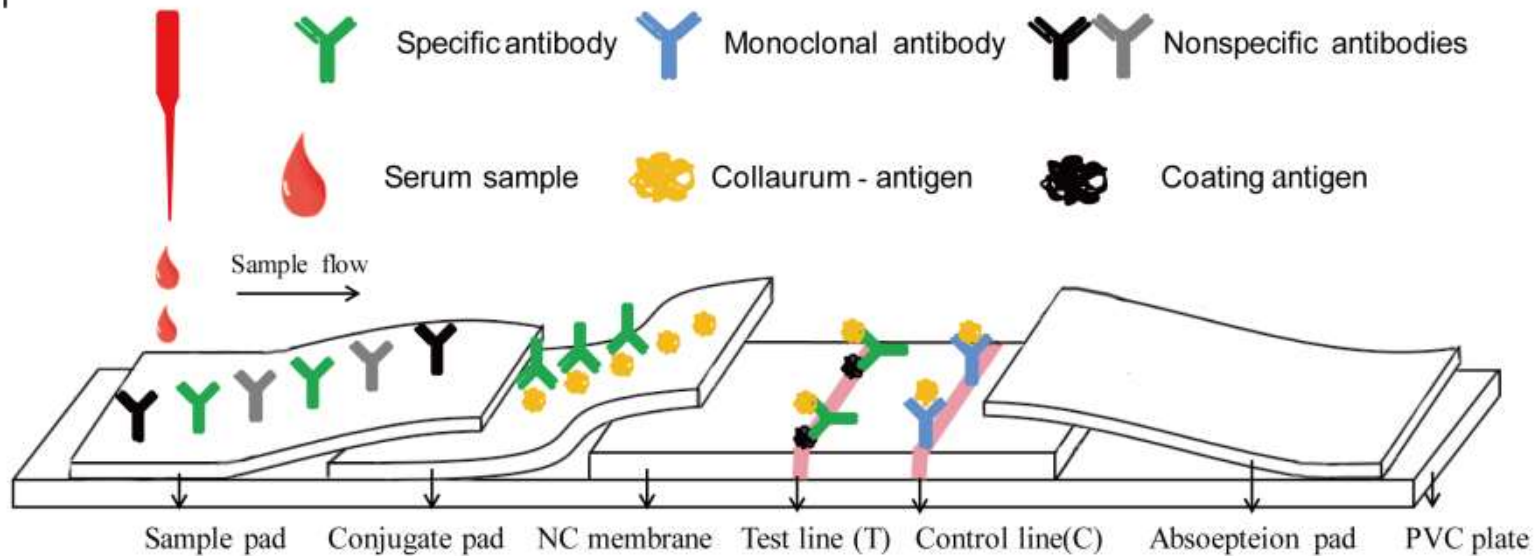 Specific antibody
Monoclonal antibody
Nonspecific antibodies
Serum sample
Collaurum - antigen
Coating antigen
Sample flow
Sample pad
Conjugate pad
NC membrane
Test line (T)
Control line(C)
Absoepteion pad
PVC plate